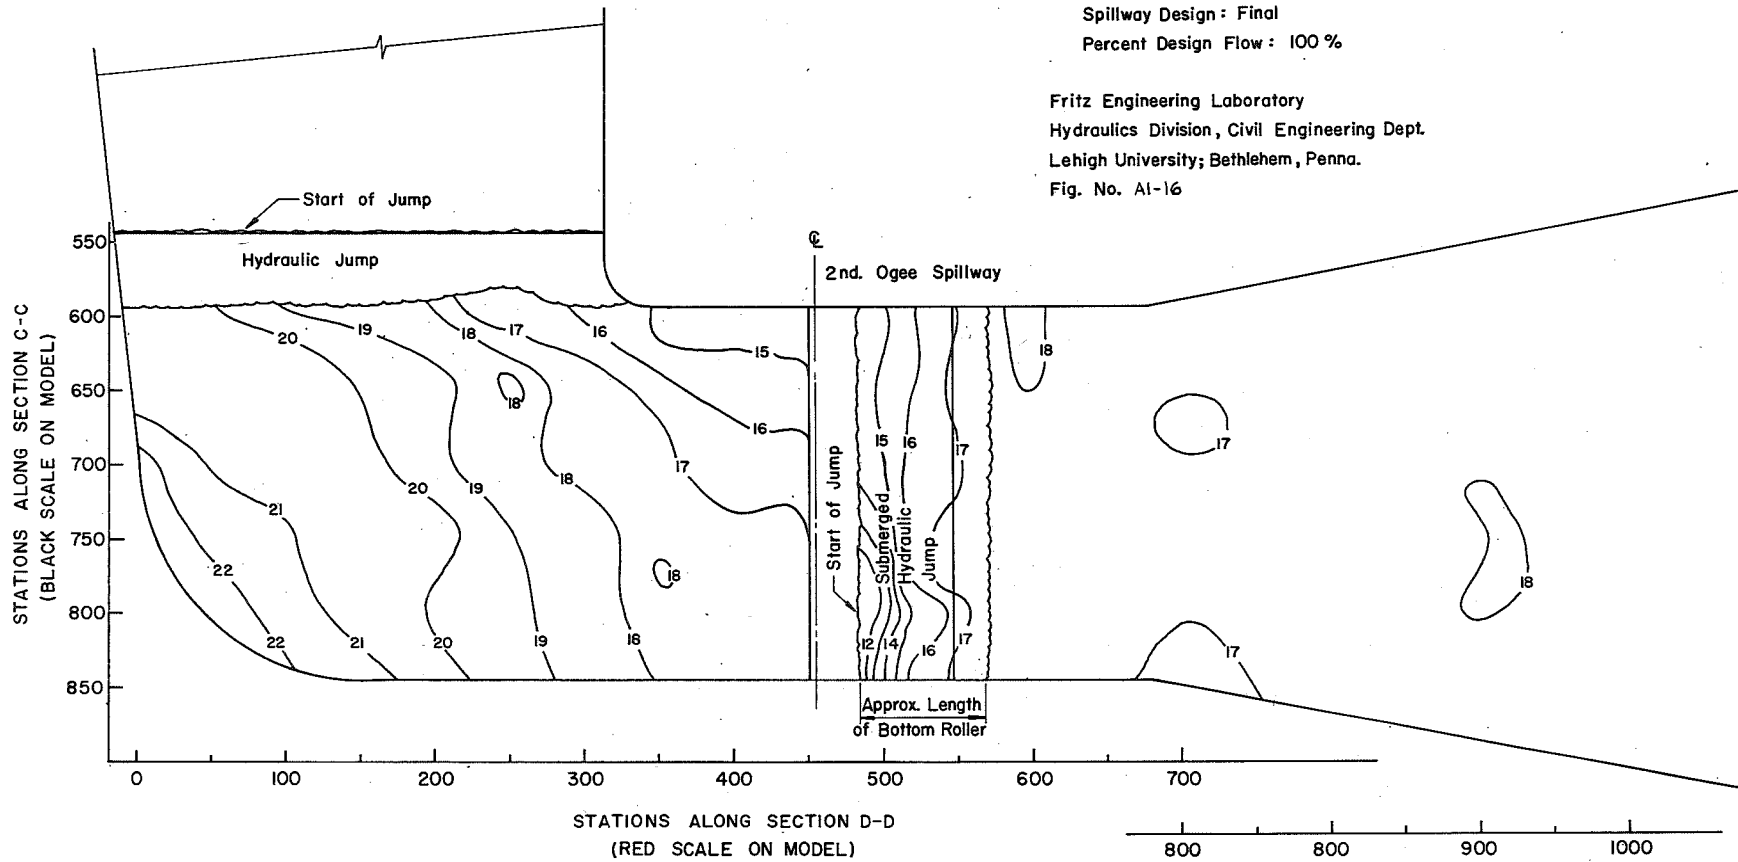 Spillway Design : Final
Percent Design Flow : 100 %
Fritz Engineering Laboratory
Hydraulics Division, Civil Engineering Dept.
Lehigh University; Bethlehem, Penna.
Fig. No. A1-16
Start of Jump
Hydraulic Jump
℄
2nd. Ogee Spillway
STATIONS ALONG SECTION C-C
(BLACK SCALE ON MODEL)
550
600
650
700
750
800
850
20
19
18
17
16
15
18
18
16
17
15
16
17
17
20
19
18
17
21
18
18
22
22
21
20
19
18
12
14
16
17
17
Start of Jump
Submerged
Hydraulic
Jump
Approx. Length
of Bottom Roller
0 100 200 300 400 500 600 700
STATIONS ALONG SECTION D-D
(RED SCALE ON MODEL)
800 800 900 1000